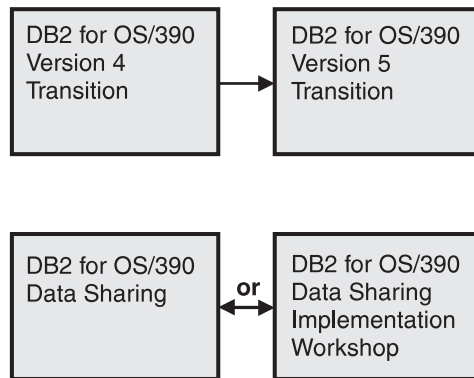 DB2 for OS/390
Version 4
Transition
DB2 for OS/390
Version 5
Transition
DB2 for OS/390
Data Sharing
or
DB2 for OS/390
Data Sharing
Implementation
Workshop